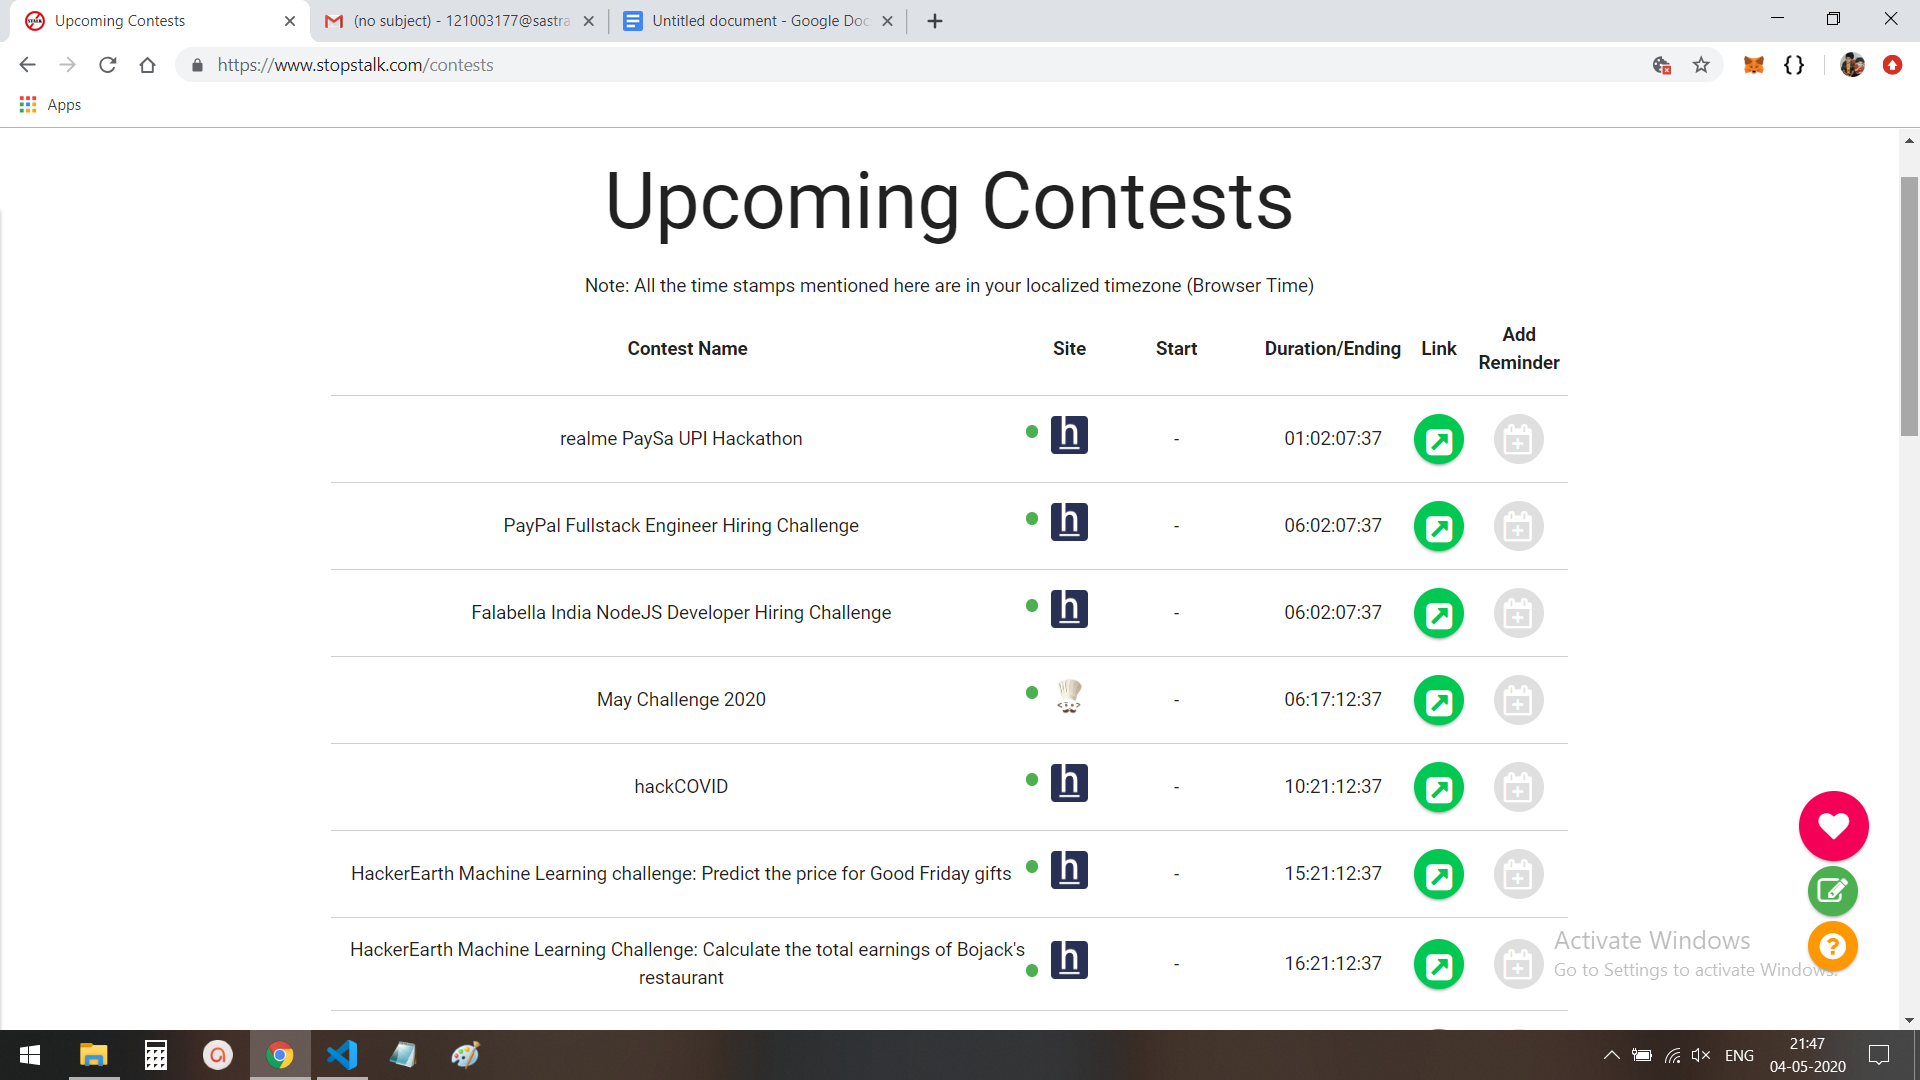 Upcoming Contests
(no subject) - 121003177@sastra
Untitled document - Google Doc
https://www.stopstalk.com/contests
Apps
Upcoming Contests
Note: All the time stamps mentioned here are in your localized timezone (Browser Time)
Contest Name Site Start Duration/Ending Link Add Reminder
realme PaySa UPI Hackathon h - 01:02:07:37
PayPal Fullstack Engineer Hiring Challenge h - 06:02:07:37
Falabella India NodeJS Developer Hiring Challenge h - 06:02:07:37
May Challenge 2020 - 06:17:12:37
hackCOVID h - 10:21:12:37
HackerEarth Machine Learning challenge: Predict the price for Good Friday gifts h - 15:21:12:37
HackerEarth Machine Learning Challenge: Calculate the total earnings of Bojack's
restaurant h - 16:21:12:37
Activate Windows
Go to Settings to activate Windows.
ENG
21:47
04-05-2020